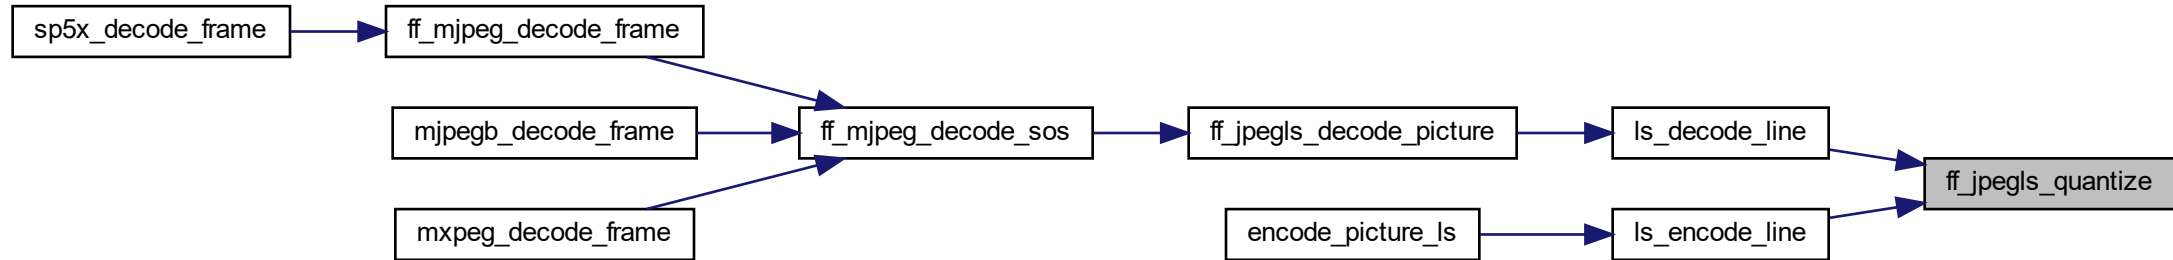 sp5x_decode_frame
ff_mjpeg_decode_frame
mjpegb_decode_frame
ff_mjpeg_decode_sos
ff_jpegls_decode_picture
ls_decode_line
ff_jpegls_quantize
mxpeg_decode_frame
encode_picture_ls
ls_encode_line